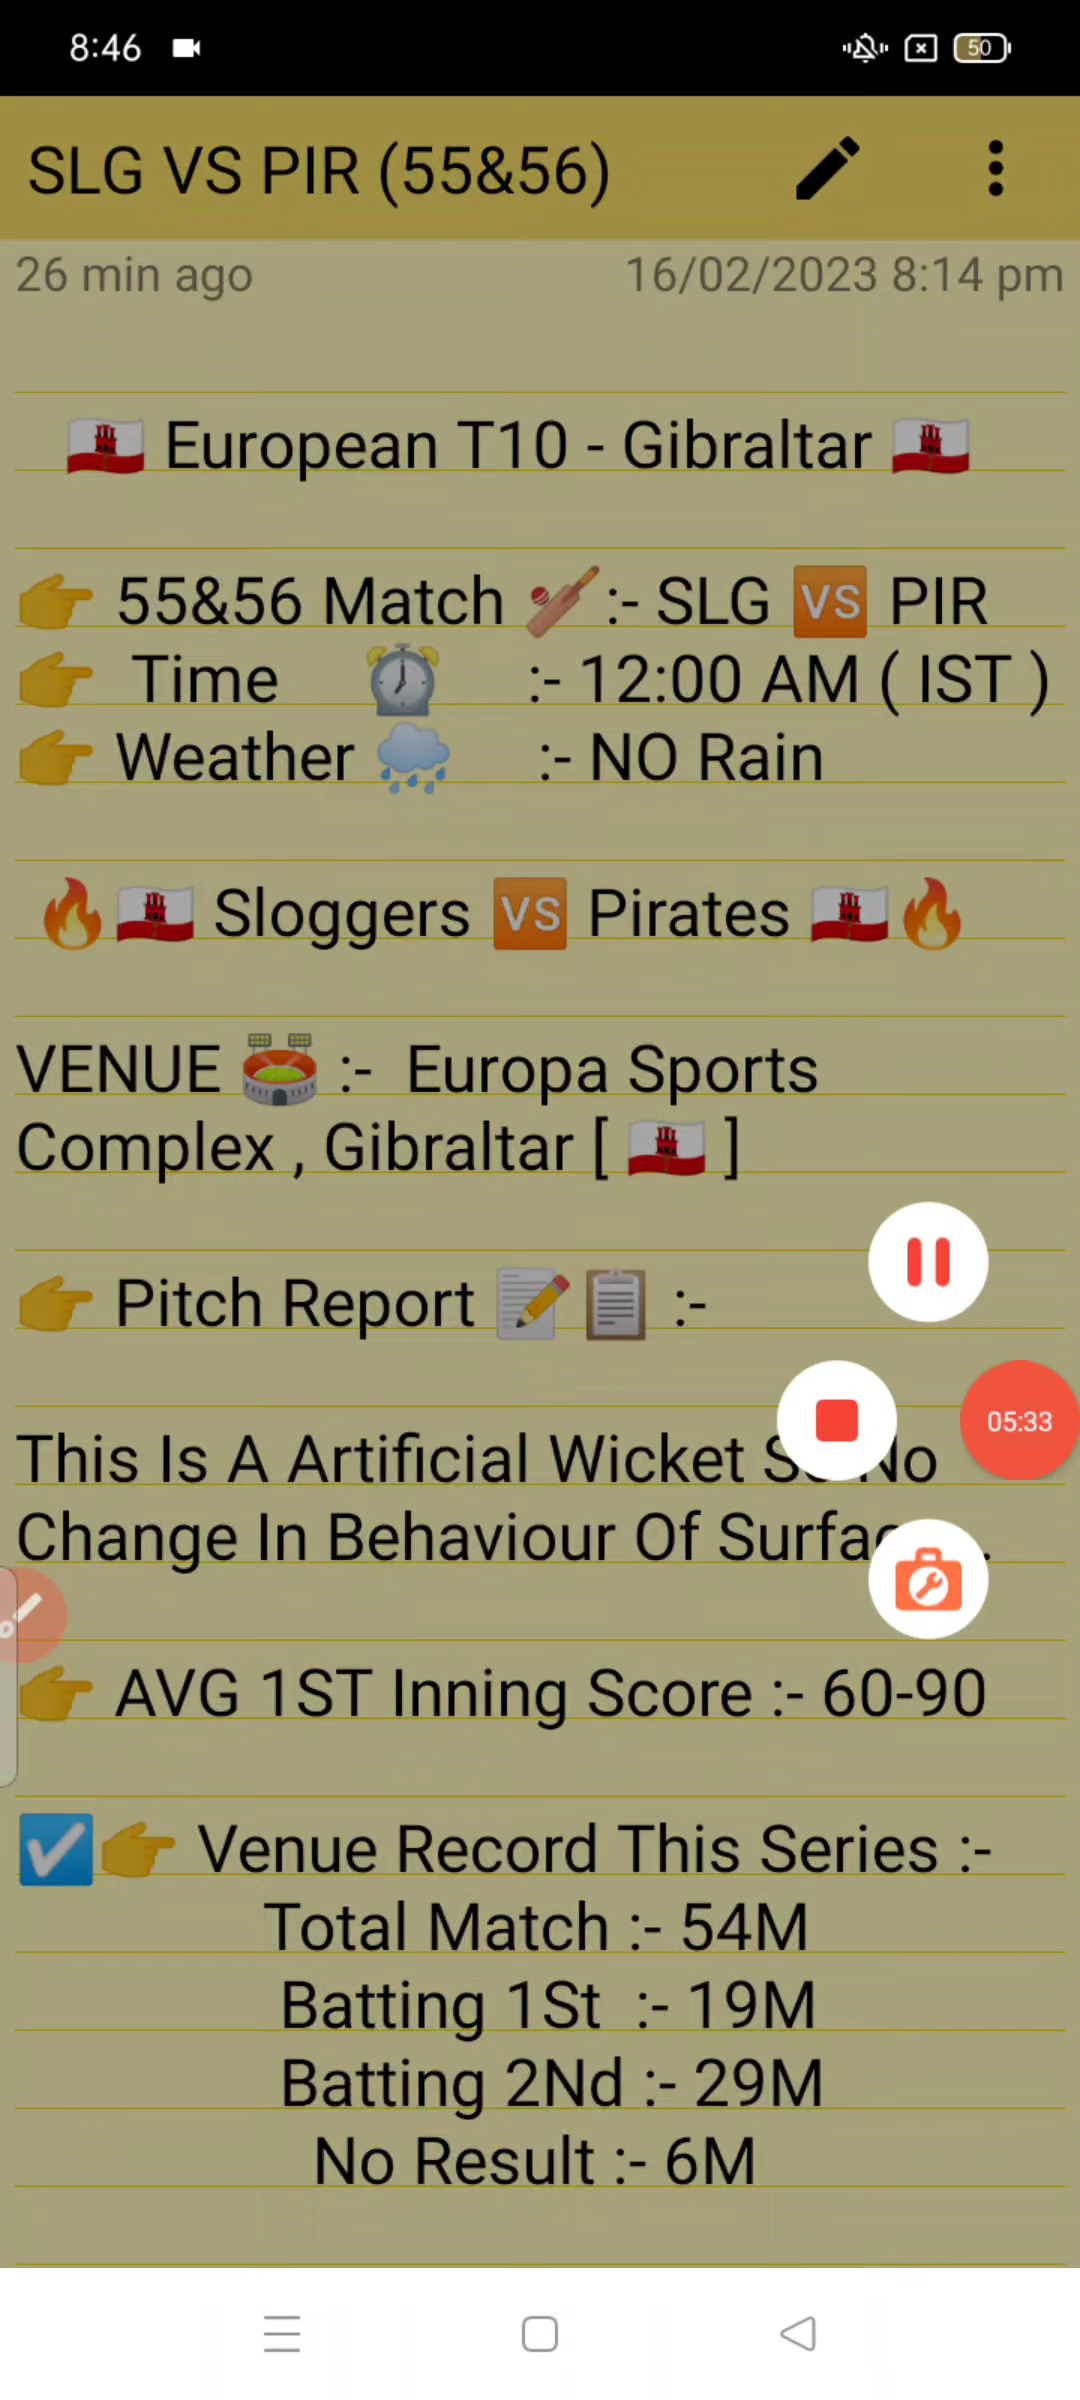 8:46
50
SLG VS PIR (55&56)
26 min ago 16/02/2023 8:14 pm
European T10 - Gibraltar
55&56 Match :- SLG VS PIR
Time :- 12:00 AM ( IST )
Weather :- NO Rain
Sloggers VS Pirates
VENUE :- Europa Sports
Complex , Gibraltar [ ]
Pitch Report :-
05:33
This Is A Artificial Wicket No
Change In Behaviour Of
AVG 1ST Inning Score :- 60-90
Venue Record This Series :-
Total Match :- 54M
Batting 1St :- 19M
Batting 2Nd :- 29M
No Result :- 6M